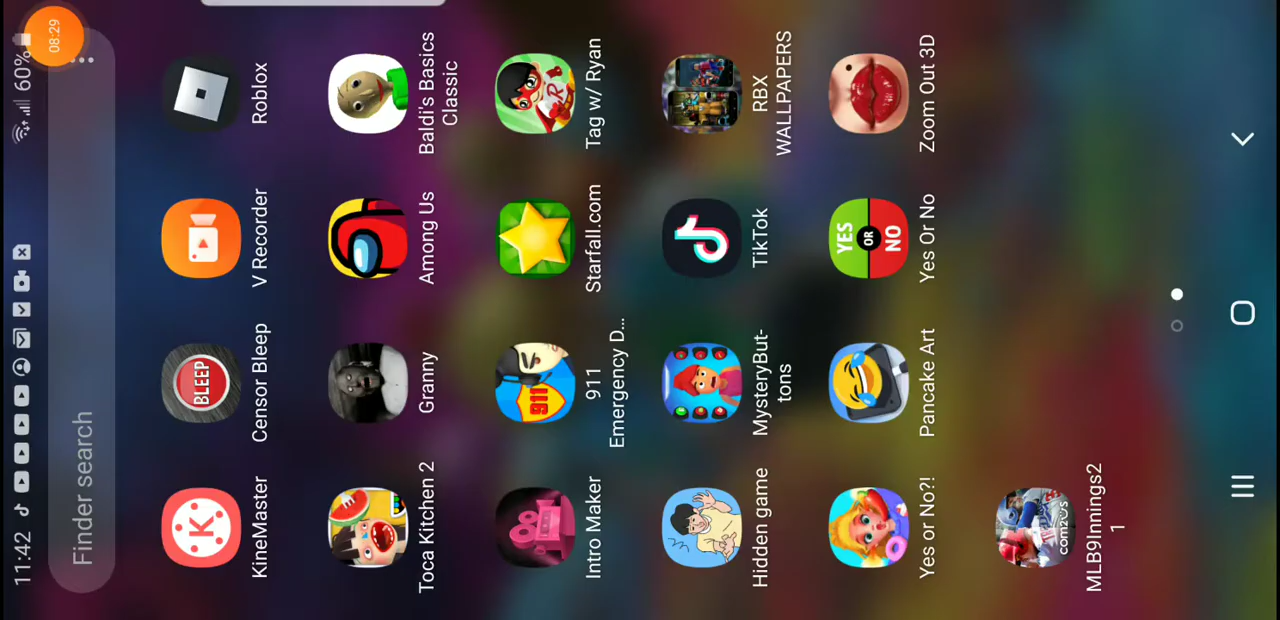 11:42
60%
08:29
Finder search
KineMaster
Censor Bleep
BLEEP
V Recorder
Roblox
Toca Kitchen 2
Granny
Among Us
Baldi's Basics
Classic
Intro Maker
911
911
Emergency D...
Starfall.com
Tag w/ Ryan
Hidden game
MysteryBut-
tons
TikTok
RBX
WALLPAPERS
Yes or No?!
Pancake Art
YES
OR
NO
Yes Or No
Zoom Out 3D
com2us
MLB9Innings2
1